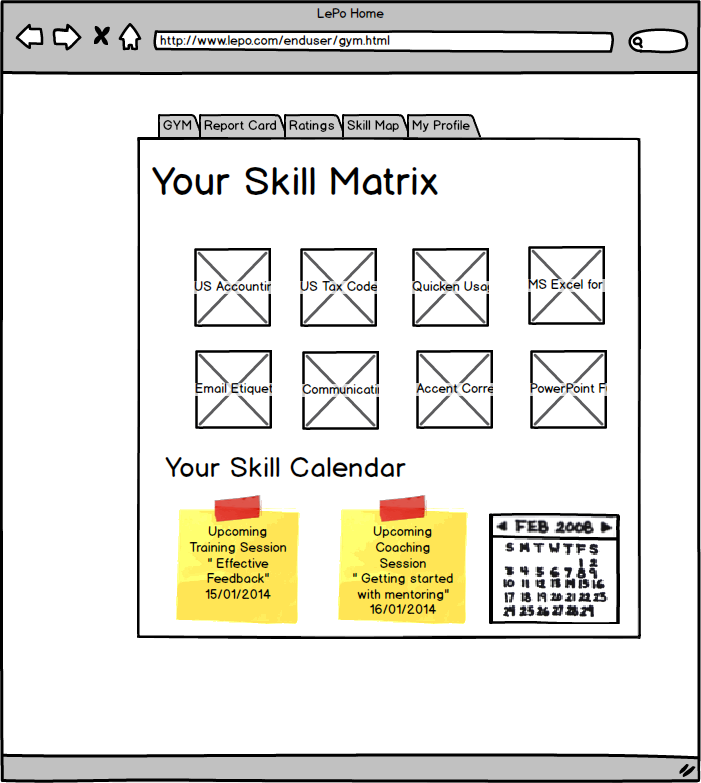 LePo Home
http://www.lepo.com/enduser/gym.html
GYM Report Card Ratings Skill Map My Profile
Your Skill Matrix
US Accountin US Tax Code Quicken Usag MS Excel for
Email Etiquet Communicati Accent Corre PowerPoint F
Your Skill Calendar
Upcoming
Training Session
" Effective
Feedback"
15/01/2014
Upcoming
Coaching
Session
" Getting started
with mentoring"
16/01/2014
FEB 2008
S M T W T F S
1 2
3 4 5 6 7 8 9
10 11 12 13 14 15 16
17 18 19 20 21 22 23
24 25 26 27 28 29